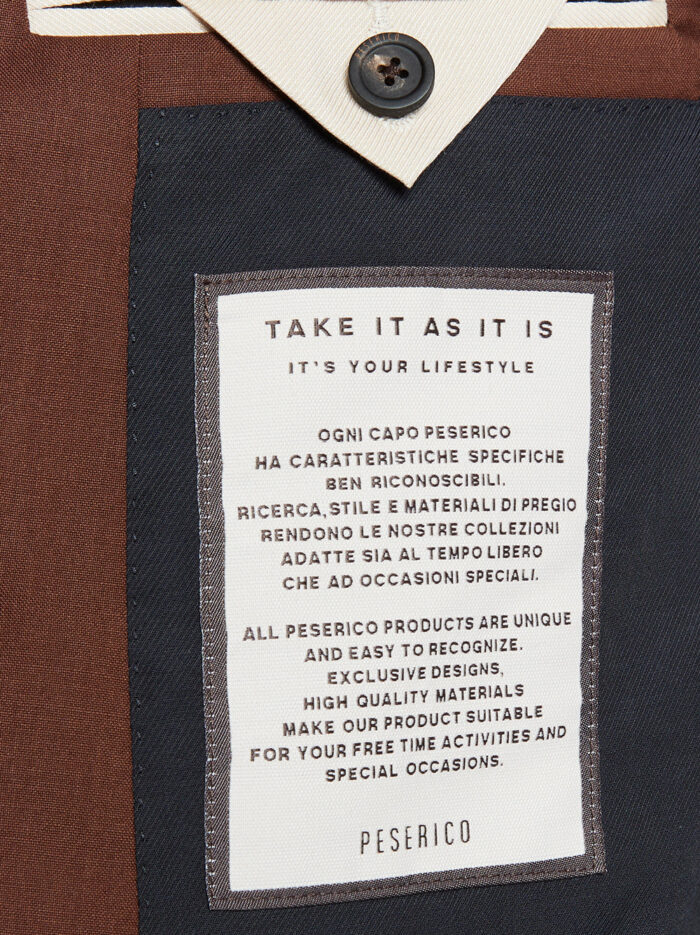 PESERICO
TAKE IT AS IT IS
IT'S YOUR LIFESTYLE
OGNI CAPO PESERICO
HA CARATTERISTICHE SPECIFICHE
BEN RICONOSCIBILI.
RICERCA, STILE E MATERIALI DI PREGIO
RENDONO LE NOSTRE COLLEZIONI
ADATTE SIA AL TEMPO LIBERO
CHE AD OCCASIONI SPECIALI.
ALL PESERICO PRODUCTS ARE UNIQUE
AND EASY TO RECOGNIZE.
EXCLUSIVE DESIGNS,
HIGH QUALITY MATERIALS
MAKE OUR PRODUCT SUITABLE
FOR YOUR FREE TIME ACTIVITIES AND
SPECIAL OCCASIONS.
PESERICO